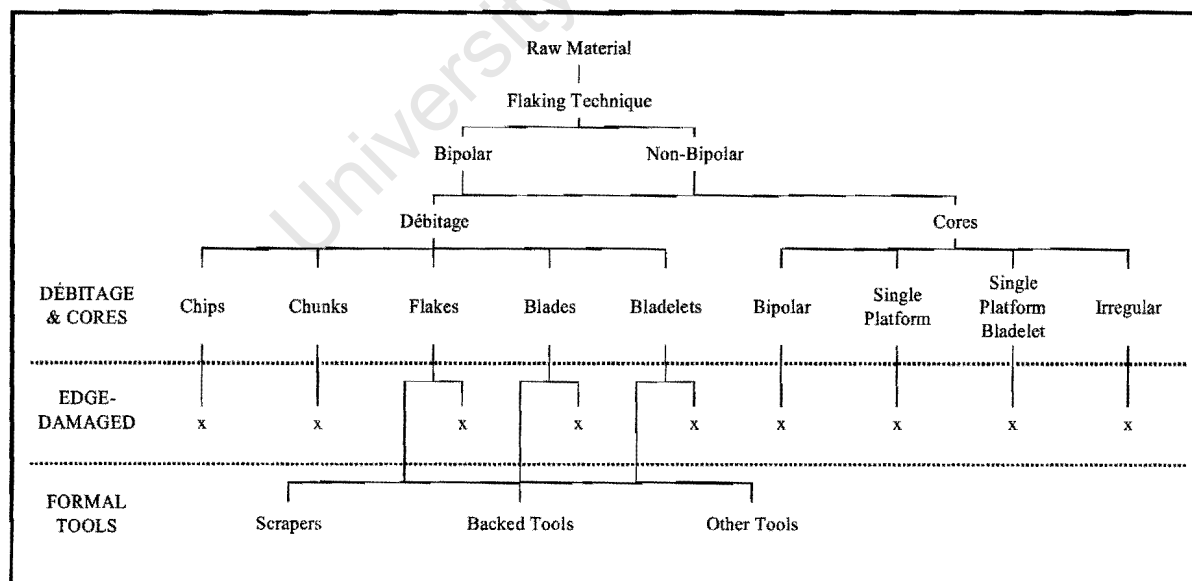 University
Raw Material
Flaking Technique
Bipolar Non-Bipolar
Débitage Cores
DÉBITAGE
& CORES
Chips Chunks Flakes Blades Bladelets Bipolar
Single
Platform
Single
Platform
Bladelet
Irregular
EDGE-
DAMAGED
x x x x x x x x x
FORMAL
TOOLS
Scrapers Backed Tools Other Tools